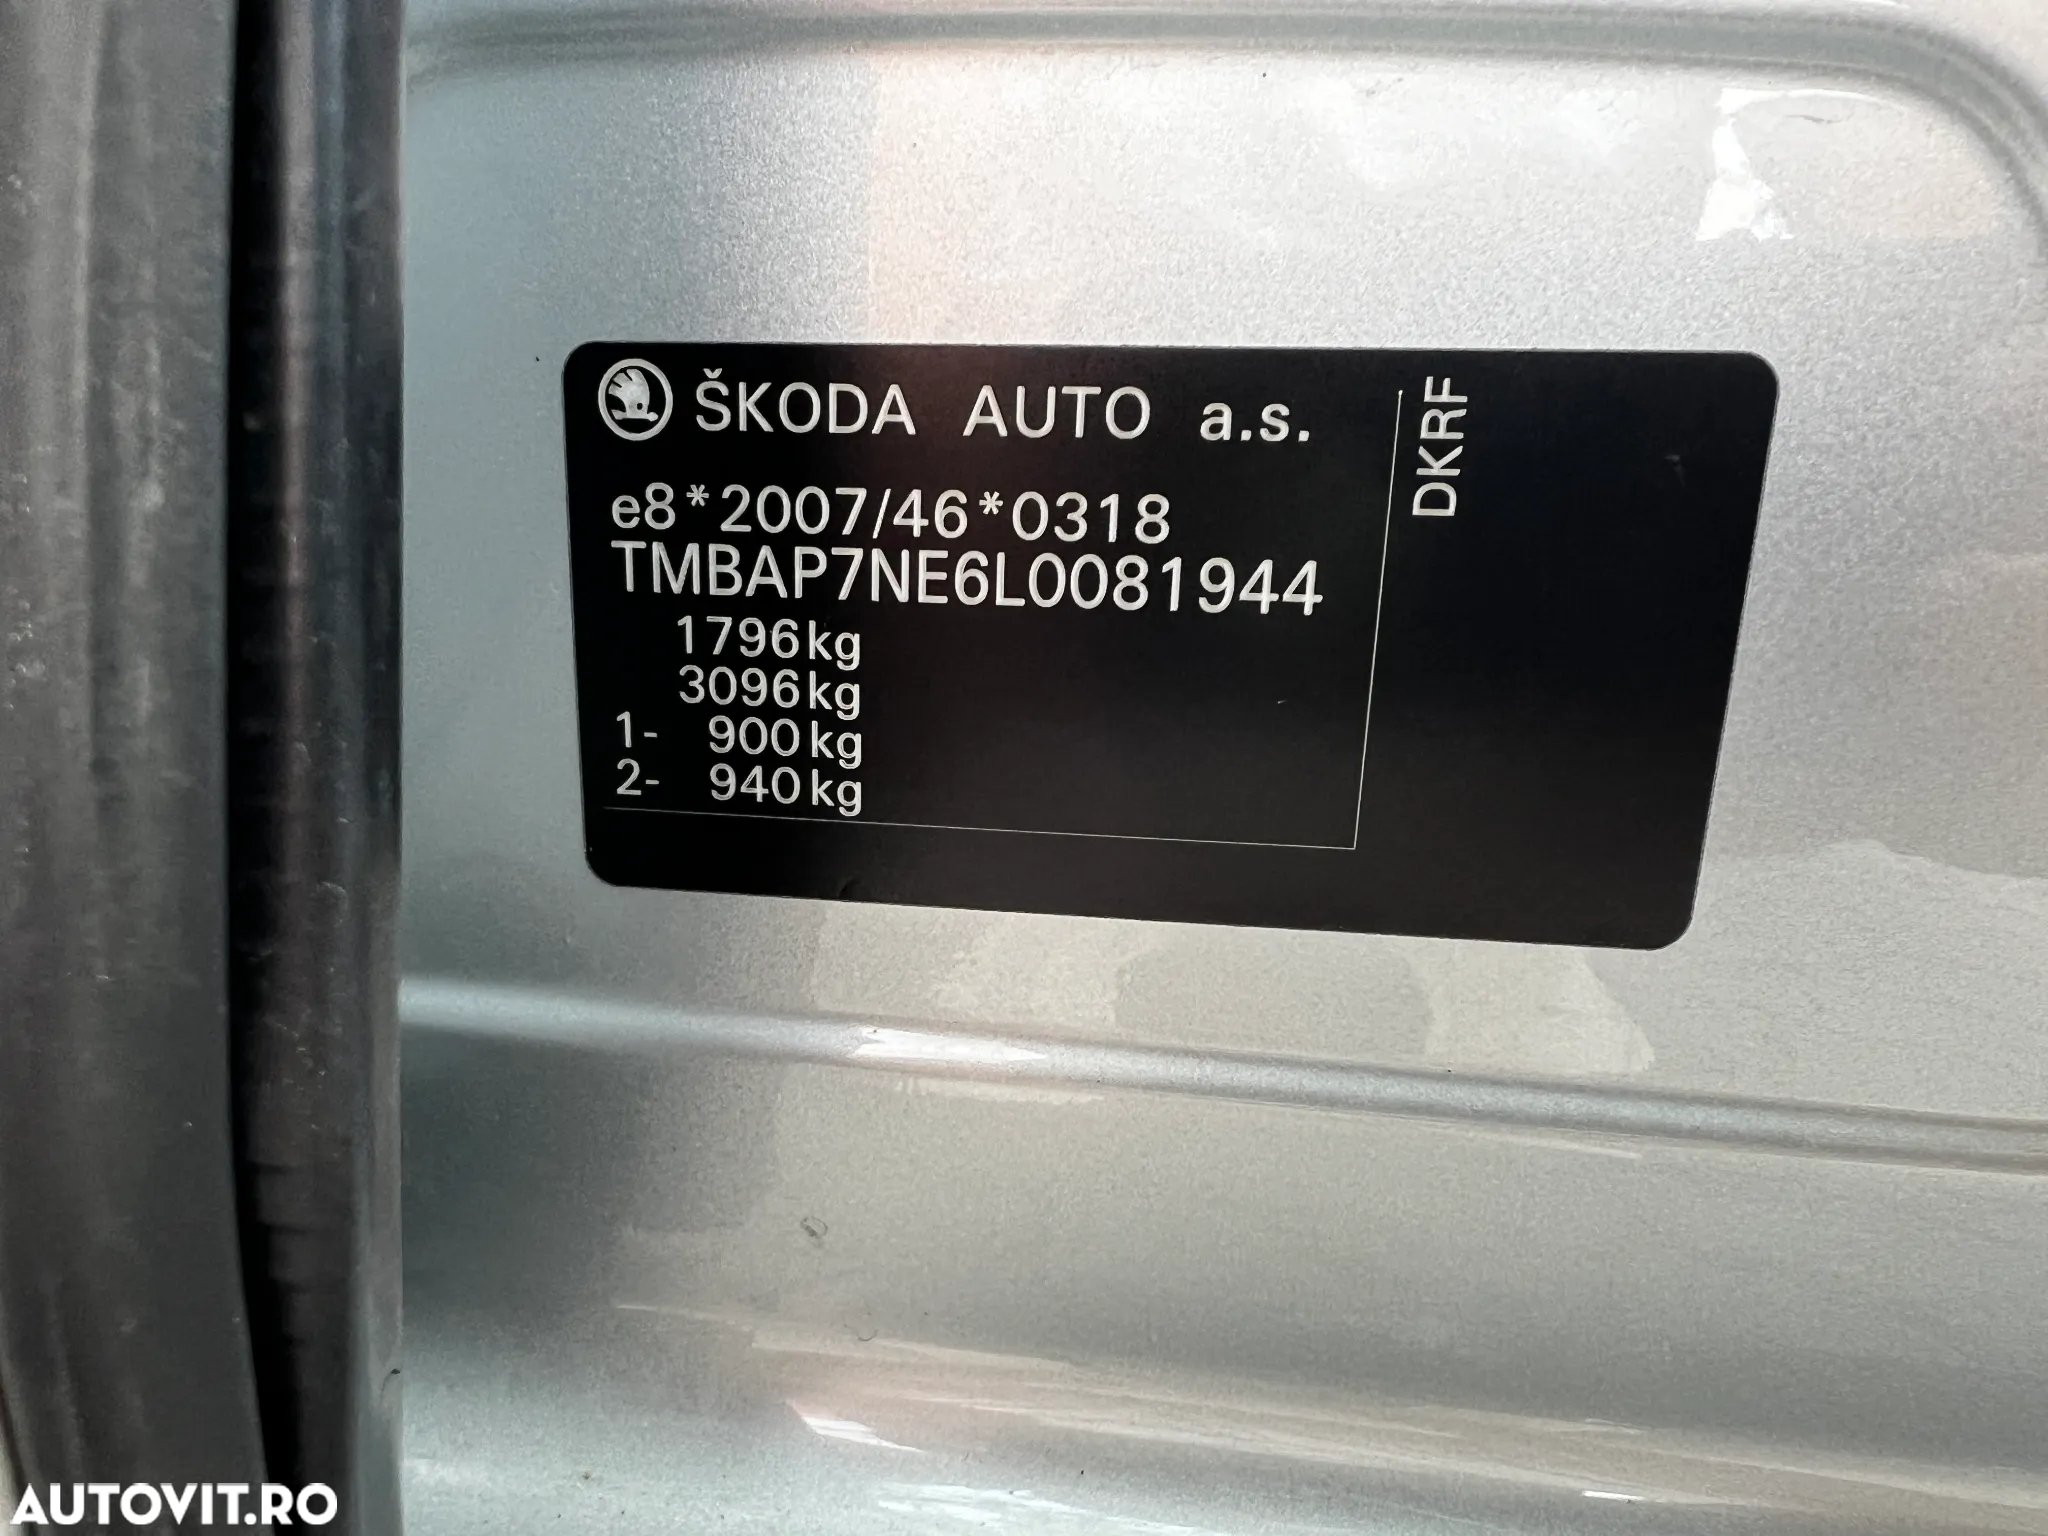 ŠKODA AUTO a.s.
e8*2007/46*0318
TMBAP7NE6L0081944
1796kg
3096kg
1- 900kg
2- 940kg
DKRF
AUTOVIT.RO